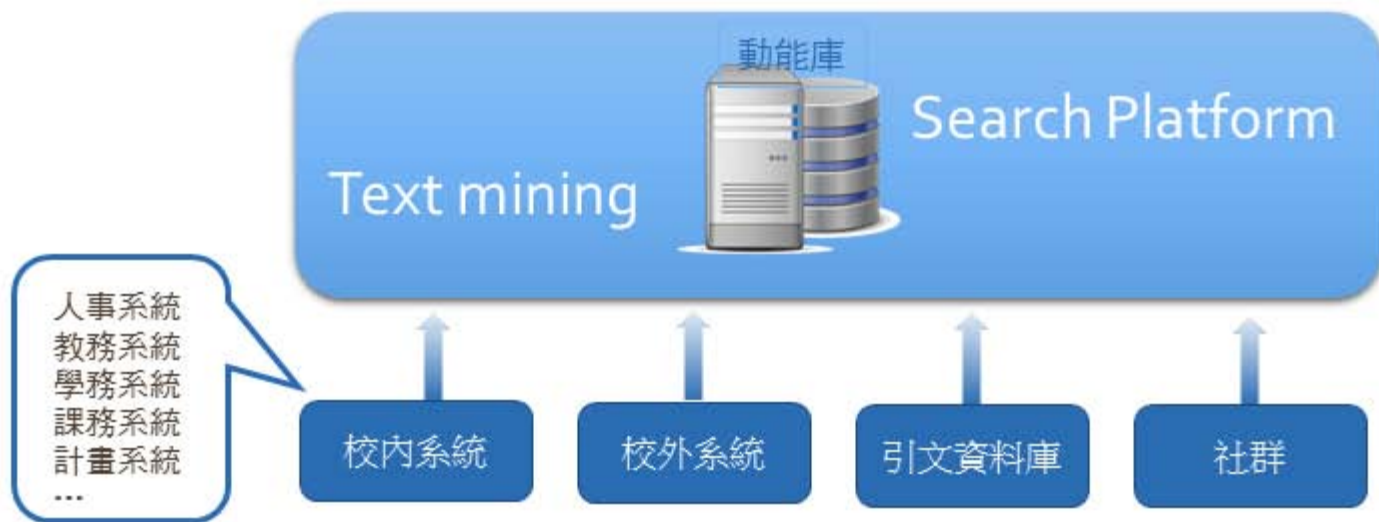 動能庫
Search Platform
Text mining
人事系統
教務系統
學務系統
課務系統
計畫系統
...
校內系統
校外系統
引文資料庫
社群